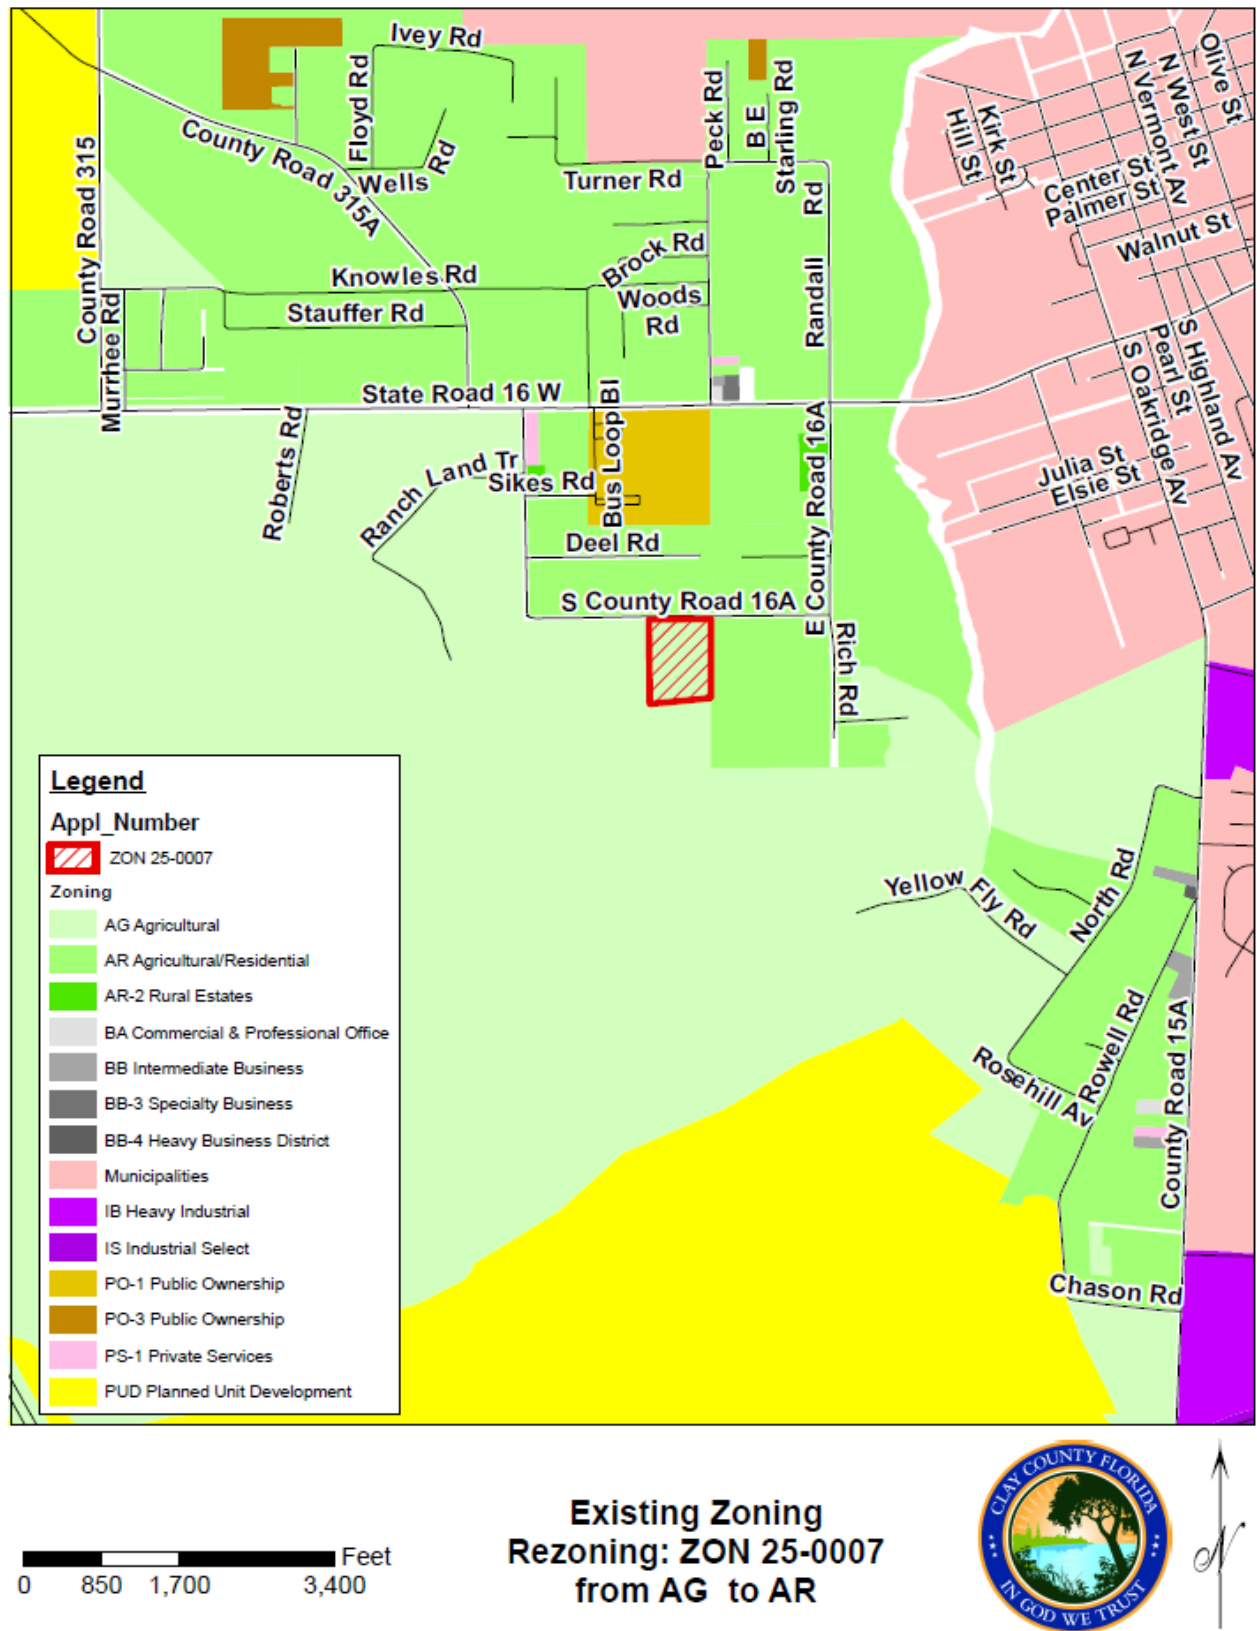 Ivey Rd
Floyd Rd
County Road 315
County Road 315A
Wells Rd
Peck Rd
B E Starling Rd
Turner Rd
Randall Rd
Hill St
Kirk St
N Vermont Av
N West St
Olive St
Center St
Palmer St
Walnut St
Knowles Rd
Stauffer Rd
Brock Rd
Woods Rd
Murrhee Rd
State Road 16 W
Roberts Rd
Ranch Land Tr
Sikes Rd
Bus Loop Bl
Deel Rd
S County Road 16A
E County Road 16A
Rich Rd
S Oakridge Av
Pearl St
S Highland Av
Julia St
Elsie St
Yellow Fly Rd
North Rd
Rosehill Av
Rowell Rd
County Road 15A
Chason Rd
Legend
Appl_Number
ZON 25-0007
Zoning
AG Agricultural
AR Agricultural/Residential
AR-2 Rural Estates
BA Commercial & Professional Office
BB Intermediate Business
BB-3 Specialty Business
BB-4 Heavy Business District
Municipalities
IB Heavy Industrial
IS Industrial Select
PO-1 Public Ownership
PO-3 Public Ownership
PS-1 Private Services
PUD Planned Unit Development
Feet
0 850 1,700 3,400
Existing Zoning
Rezoning: ZON 25-0007
from AG to AR
CLAY COUNTY FLORIDA
IN GOD WE TRUST
N